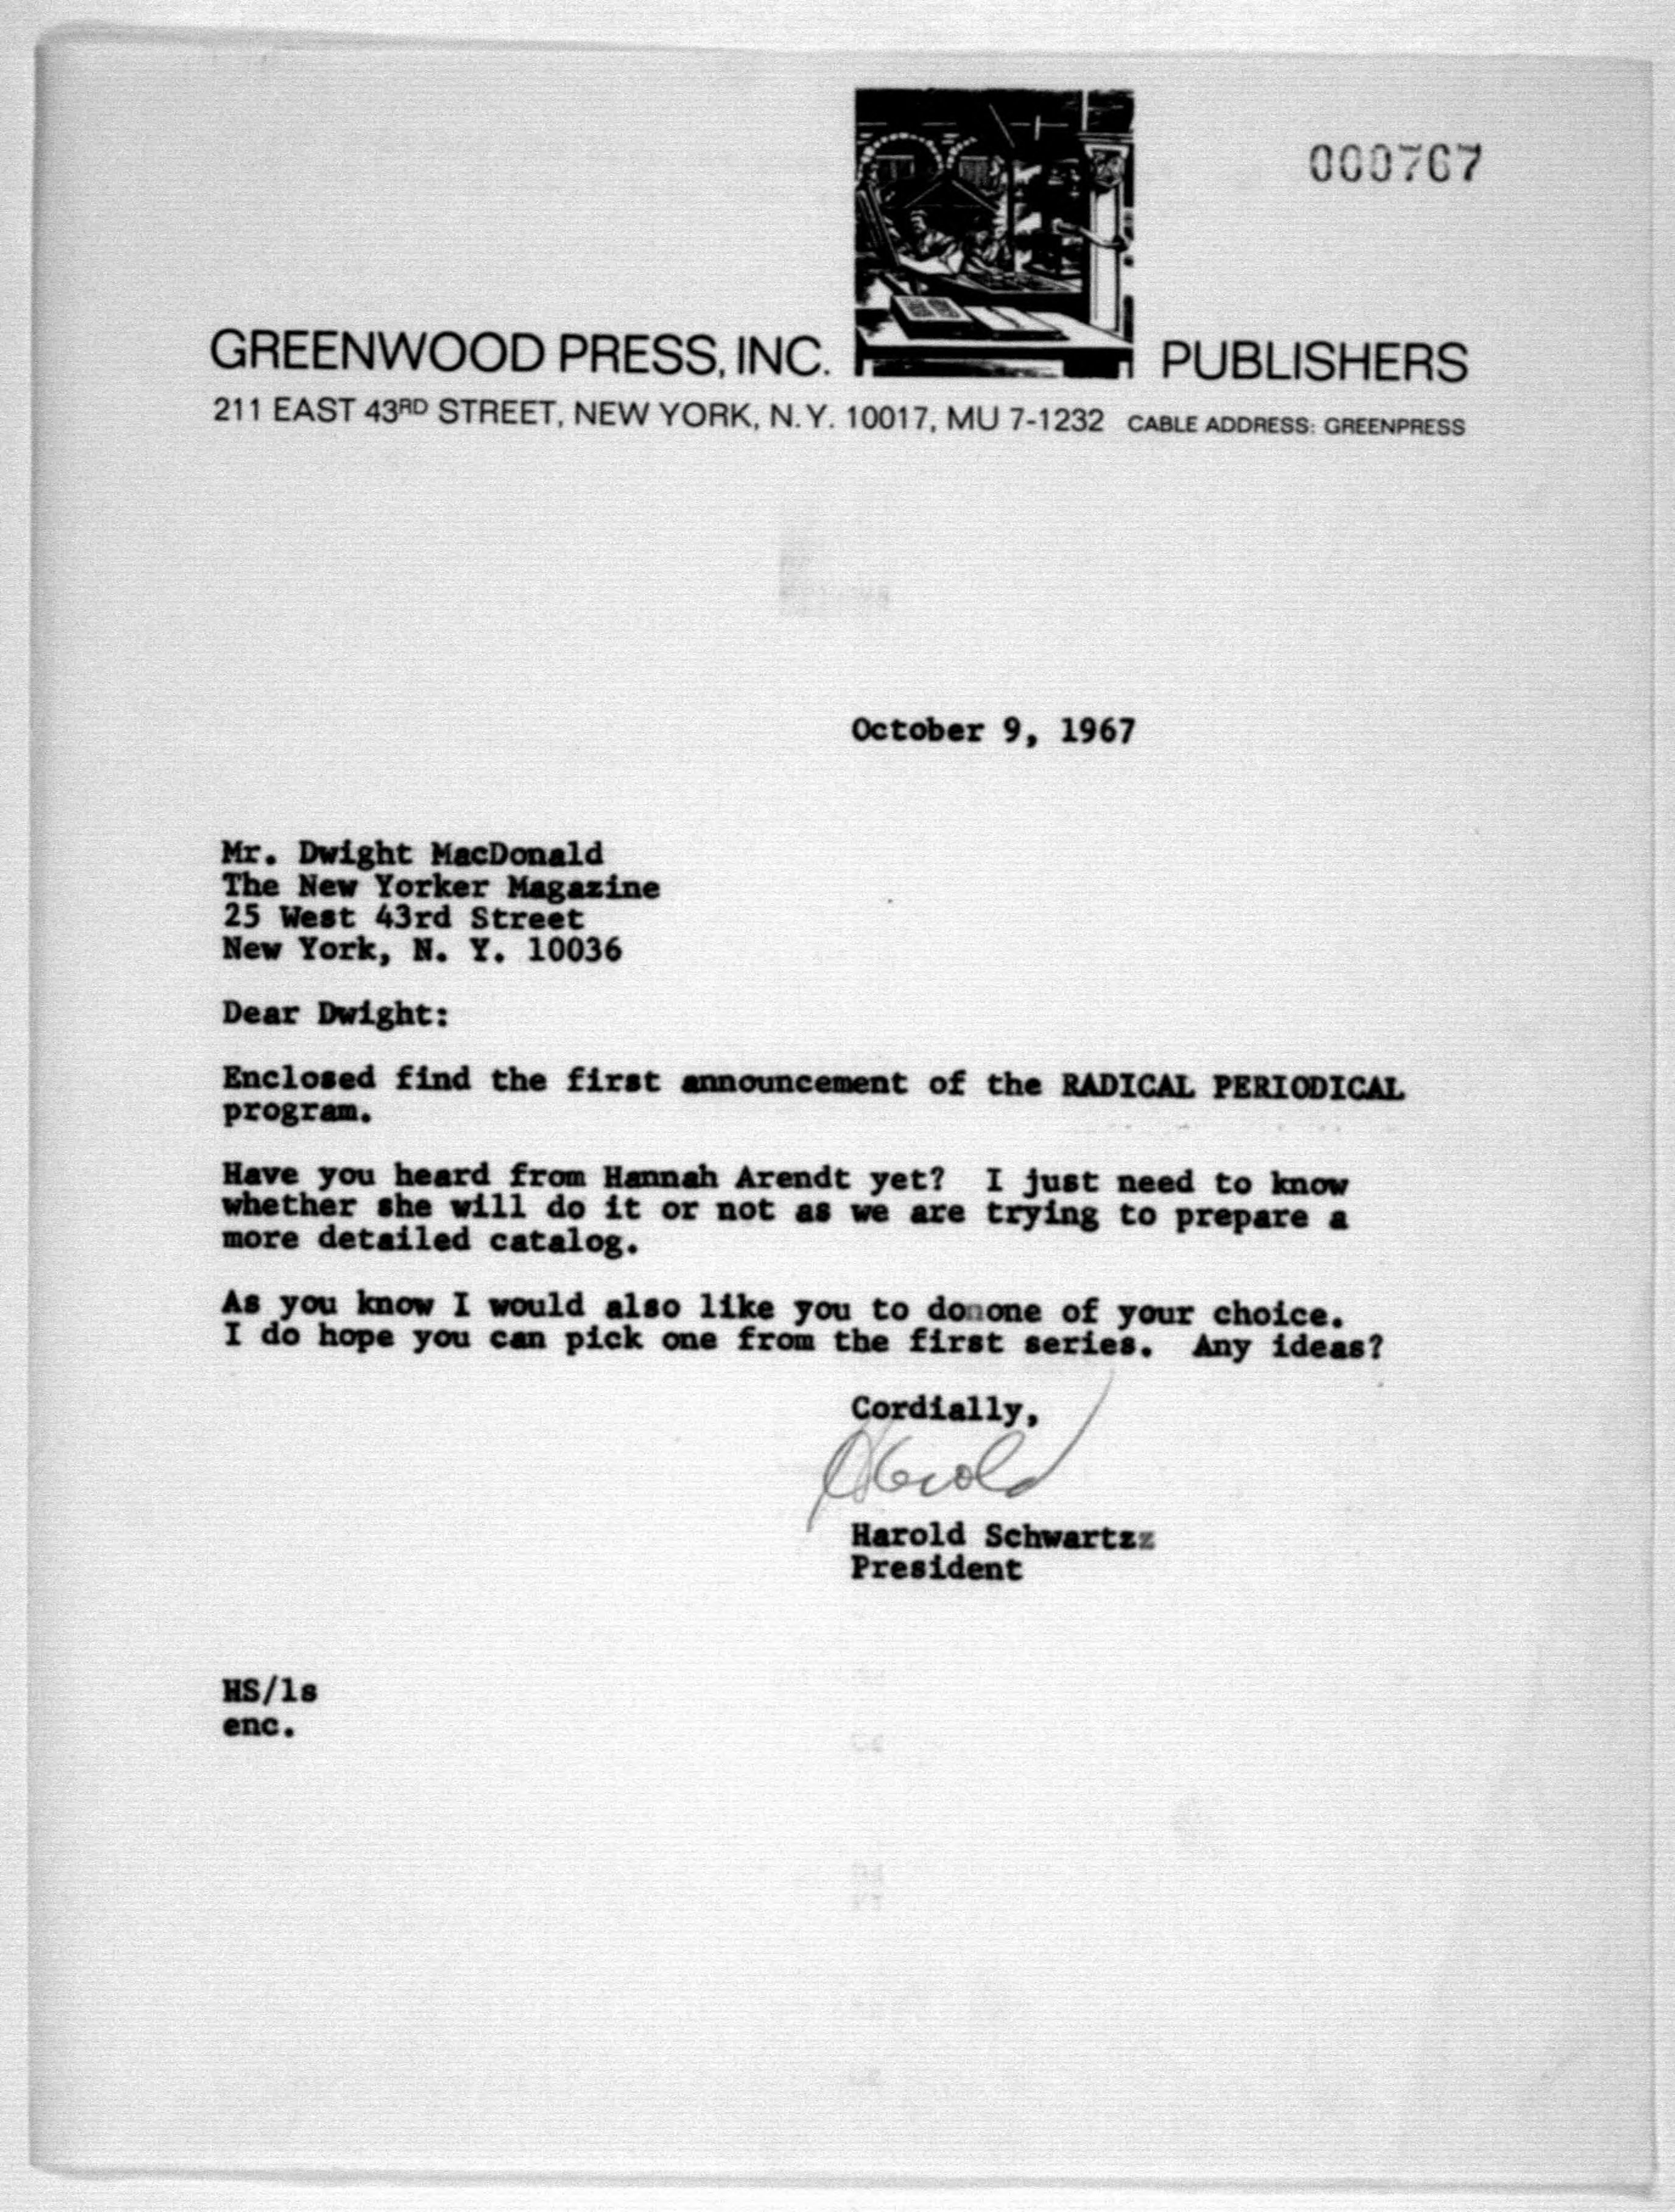 000767
GREENWOOD PRESS, INC. PUBLISHERS
211 EAST 43RD STREET, NEW YORK, N.Y. 10017, MU 7-1232 CABLE ADDRESS: GREENPRESS
October 9, 1967
Mr. Dwight MacDonald
The New Yorker Magazine
25 West 43rd Street
New York, N. Y. 10036
Dear Dwight:
Enclosed find the first announcement of the RADICAL PERIODICAL
program.
Have you heard from Hannah Arendt yet? I just need to know
whether she will do it or not as we are trying to prepare a
more detailed catalog.
As you know I would also like you to donone of your choice.
I do hope you can pick one from the first series. Any ideas?
Cordially,
Harold
Harold Schwartzz
President
HS/ls
enc.